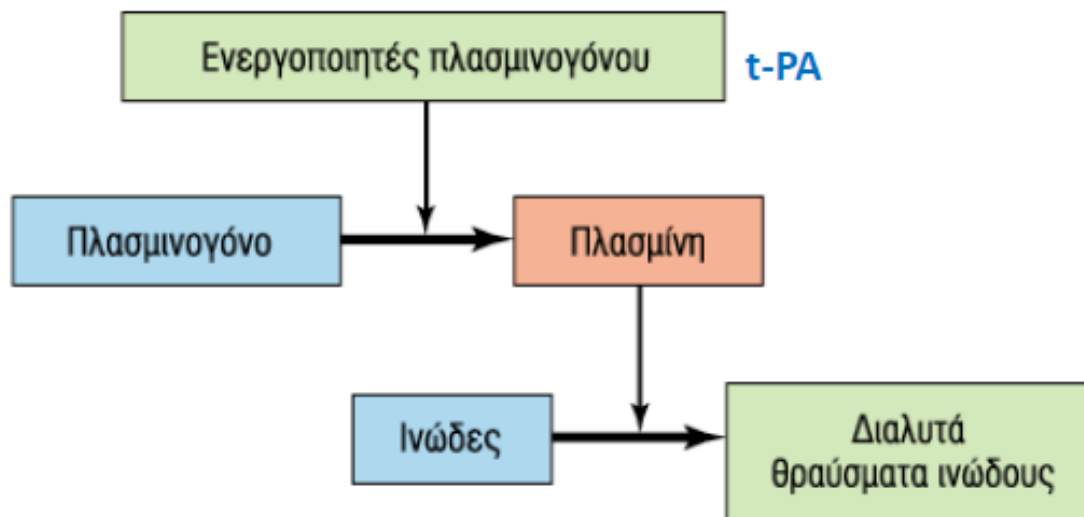 Ενεργοποιητές πλασμινογόνου
t-PA
Πλασμινογόνο
Πλασμίνη
Ινώδες
Διαλυτά
θραύσματα ινώδους